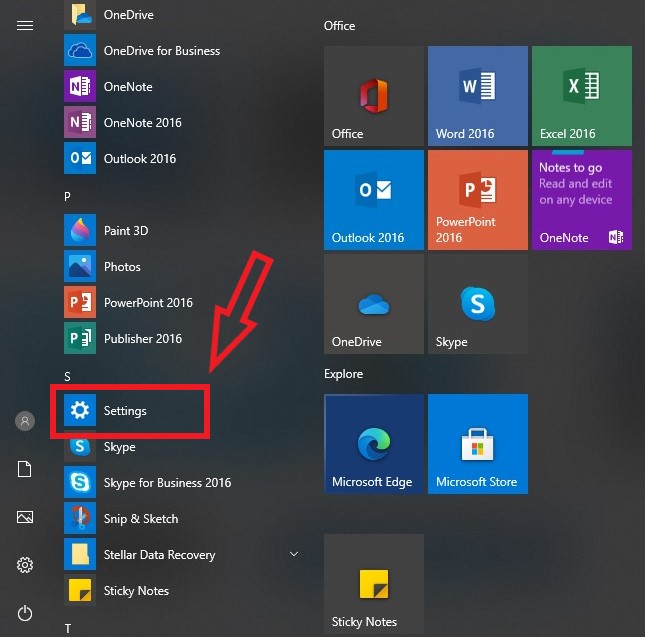 OneDrive
OneDrive for Business
OneNote
OneNote 2016
Outlook 2016
P
Paint 3D
Photos
PowerPoint 2016
Publisher 2016
S
Settings
Skype
Skype for Business 2016
Snip & Sketch
Stellar Data Recovery
Sticky Notes
T
Office
Office
Word 2016
Excel 2016
Outlook 2016
PowerPoint
2016
Notes to go
Read and edit
on any device
OneNote
OneDrive
Skype
Explore
Microsoft Edge
Microsoft Store
Sticky Notes